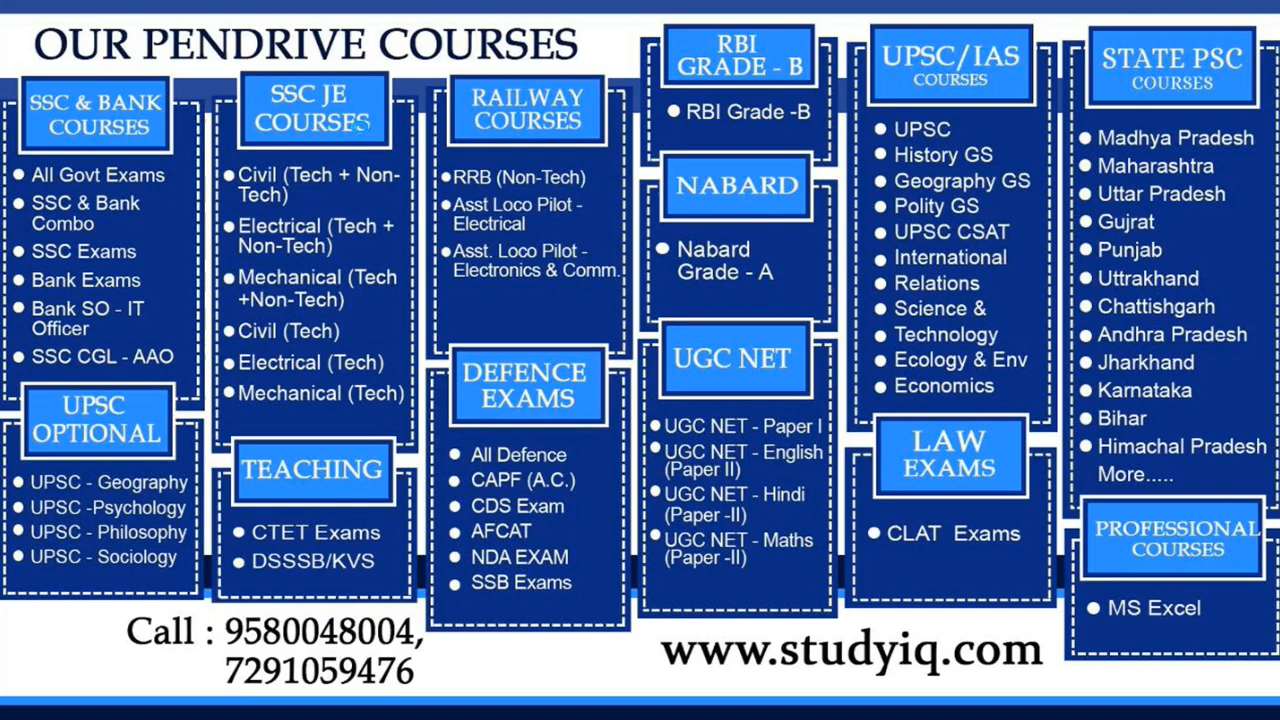 OUR PENDRIVE COURSES
SSC & BANK
COURSES
All Govt Exams
SSC & Bank
Combo
SSC Exams
Bank Exams
Bank SO - IT
Officer
SSC CGL - AAO
UPSC
OPTIONAL
UPSC - Geography
UPSC -Psychology
UPSC - Philosophy
UPSC - Sociology
SSC JE
COURSES
Civil (Tech + Non-
Tech)
Electrical (Tech +
Non-Tech)
Mechanical (Tech
+Non-Tech)
Civil (Tech)
Electrical (Tech)
Mechanical (Tech)
TEACHING
CTET Exams
DSSSB/KVS
RAILWAY
COURSES
RRB (Non-Tech)
Asst Loco Pilot -
Electrical
Asst. Loco Pilot -
Electronics & Comm.
DEFENCE
EXAMS
All Defence
CAPF (A.C.)
CDS Exam
AFCAT
NDA EXAM
SSB Exams
RBI
GRADE - B
RBI Grade -B
NABARD
Nabard
Grade - A
UGC NET
UGC NET - Paper I
UGC NET - English
(Paper II)
UGC NET - Hindi
(Paper -II)
UGC NET - Maths
(Paper -II)
UPSC/IAS
COURSES
UPSC
History GS
Geography GS
Polity GS
UPSC CSAT
International
Relations
Science &
Technology
Ecology & Env
Economics
LAW
EXAMS
CLAT Exams
STATE PSC
COURSES
Madhya Pradesh
Maharashtra
Uttar Pradesh
Gujrat
Punjab
Uttrakhand
Chattishgarh
Andhra Pradesh
Jharkhand
Karnataka
Bihar
Himachal Pradesh
More.....
PROFESSIONAL
COURSES
MS Excel
Call : 9580048004,
7291059476
www.studyiq.com